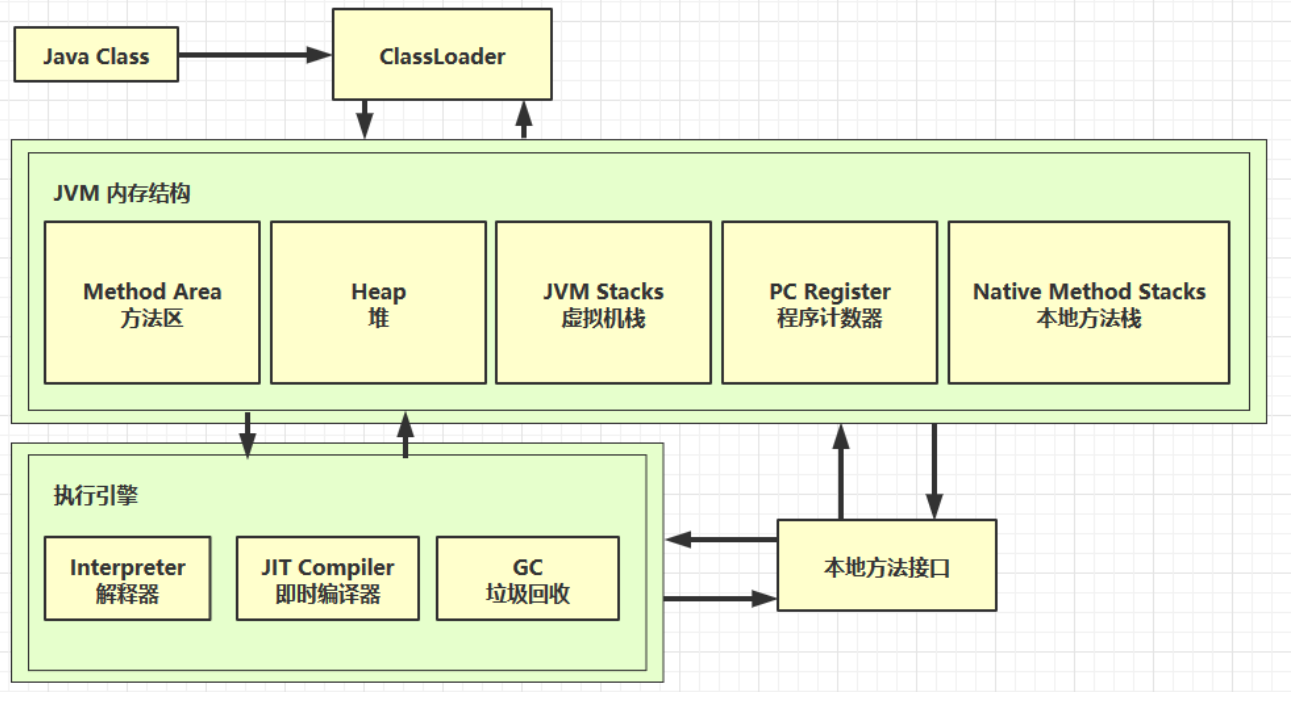 Java Class
ClassLoader
JVM 内存结构
Method Area
方法区
Heap
堆
JVM Stacks
虚拟机栈
PC Register
程序计数器
Native Method Stacks
本地方法栈
执行引擎
Interpreter
解释器
JIT Compiler
即时编译器
GC
垃圾回收
本地方法接口